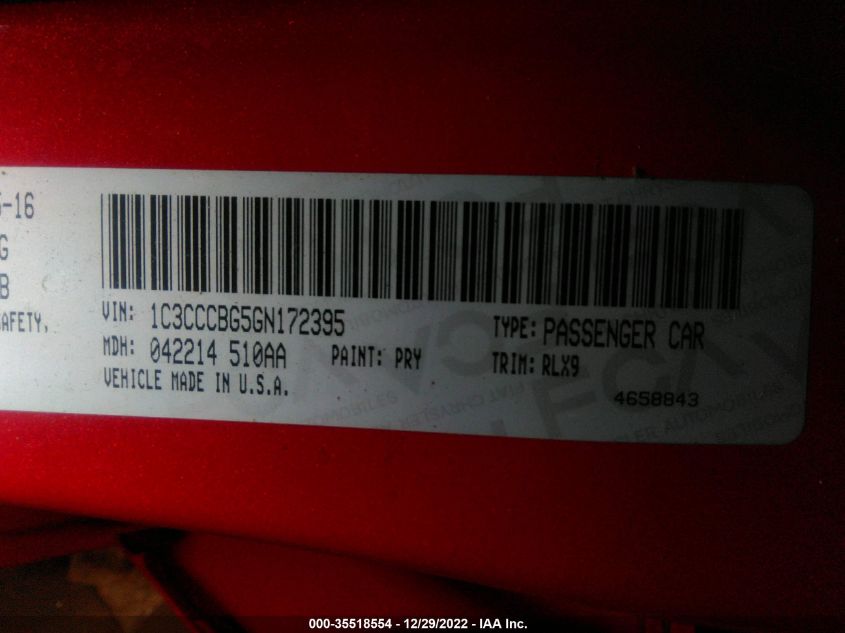 6-16
G
B
SAFETY,
VIN: 1C3CCCBG5GN172395
TYPE: PASSENGER CAR
MDH: 042214 510AA
PAINT: PRY
TRIM: RLX9
VEHICLE MADE IN U.S.A.
4658843
000-35518554 - 12/29/2022 - IAA Inc.